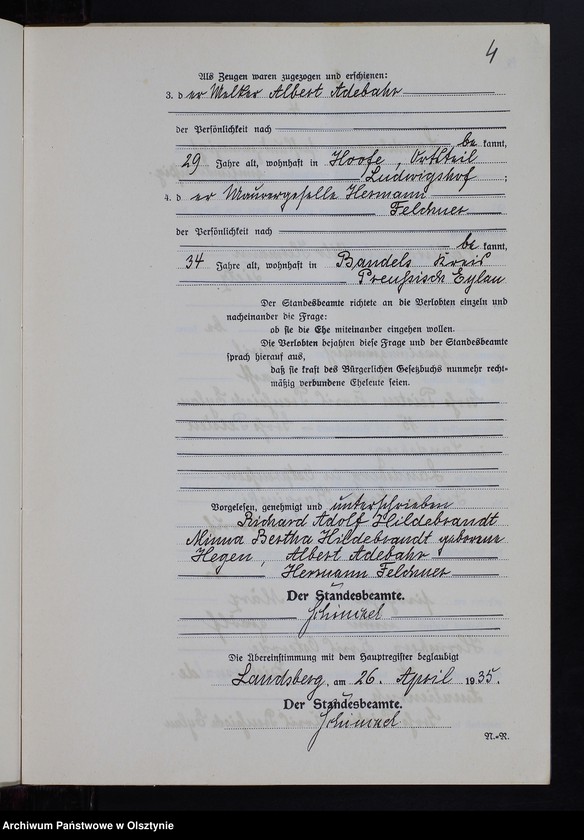 4
Als Zeugen waren zugezogen und erschienen:
3. der Melker Albert Adebahr
der Persönlichkeit nach
bekannt,
29 Jahre alt, wohnhaft in Hoofe, Ortsteil
Ludwigshof ;
4. der Maurergeselle Hermann
Felchner
der Persönlichkeit nach
bekannt,
34 Jahre alt, wohnhaft in Bandels Kreis
Preußisch Eylau
Der Standesbeamte richtete an die Verlobten einzeln und
nacheinander die Frage:
ob sie die Ehe miteinander eingehen wollen.
Die Verlobten bejahten diese Frage und der Standesbeamte
sprach hierauf aus,
daß sie kraft des Bürgerlichen Gesetzbuchs nunmehr recht-
mäßig verbundene Eheleute seien.
Vorgelesen, genehmigt und unterschrieben
Richard Adolf Hildebrandt
Minna Bertha Hildebrandt geborene
Hegen, Albert Adebahr
Hermann Felchner
Der Standesbeamte.
Schinckel
Die Übereinstimmung mit dem Hauptregister beglaubigt
Landsberg, am 26. April 1935.
Der Standesbeamte.
Schinckel
N.-R.
Archiwum Państwowe w Olsztynie